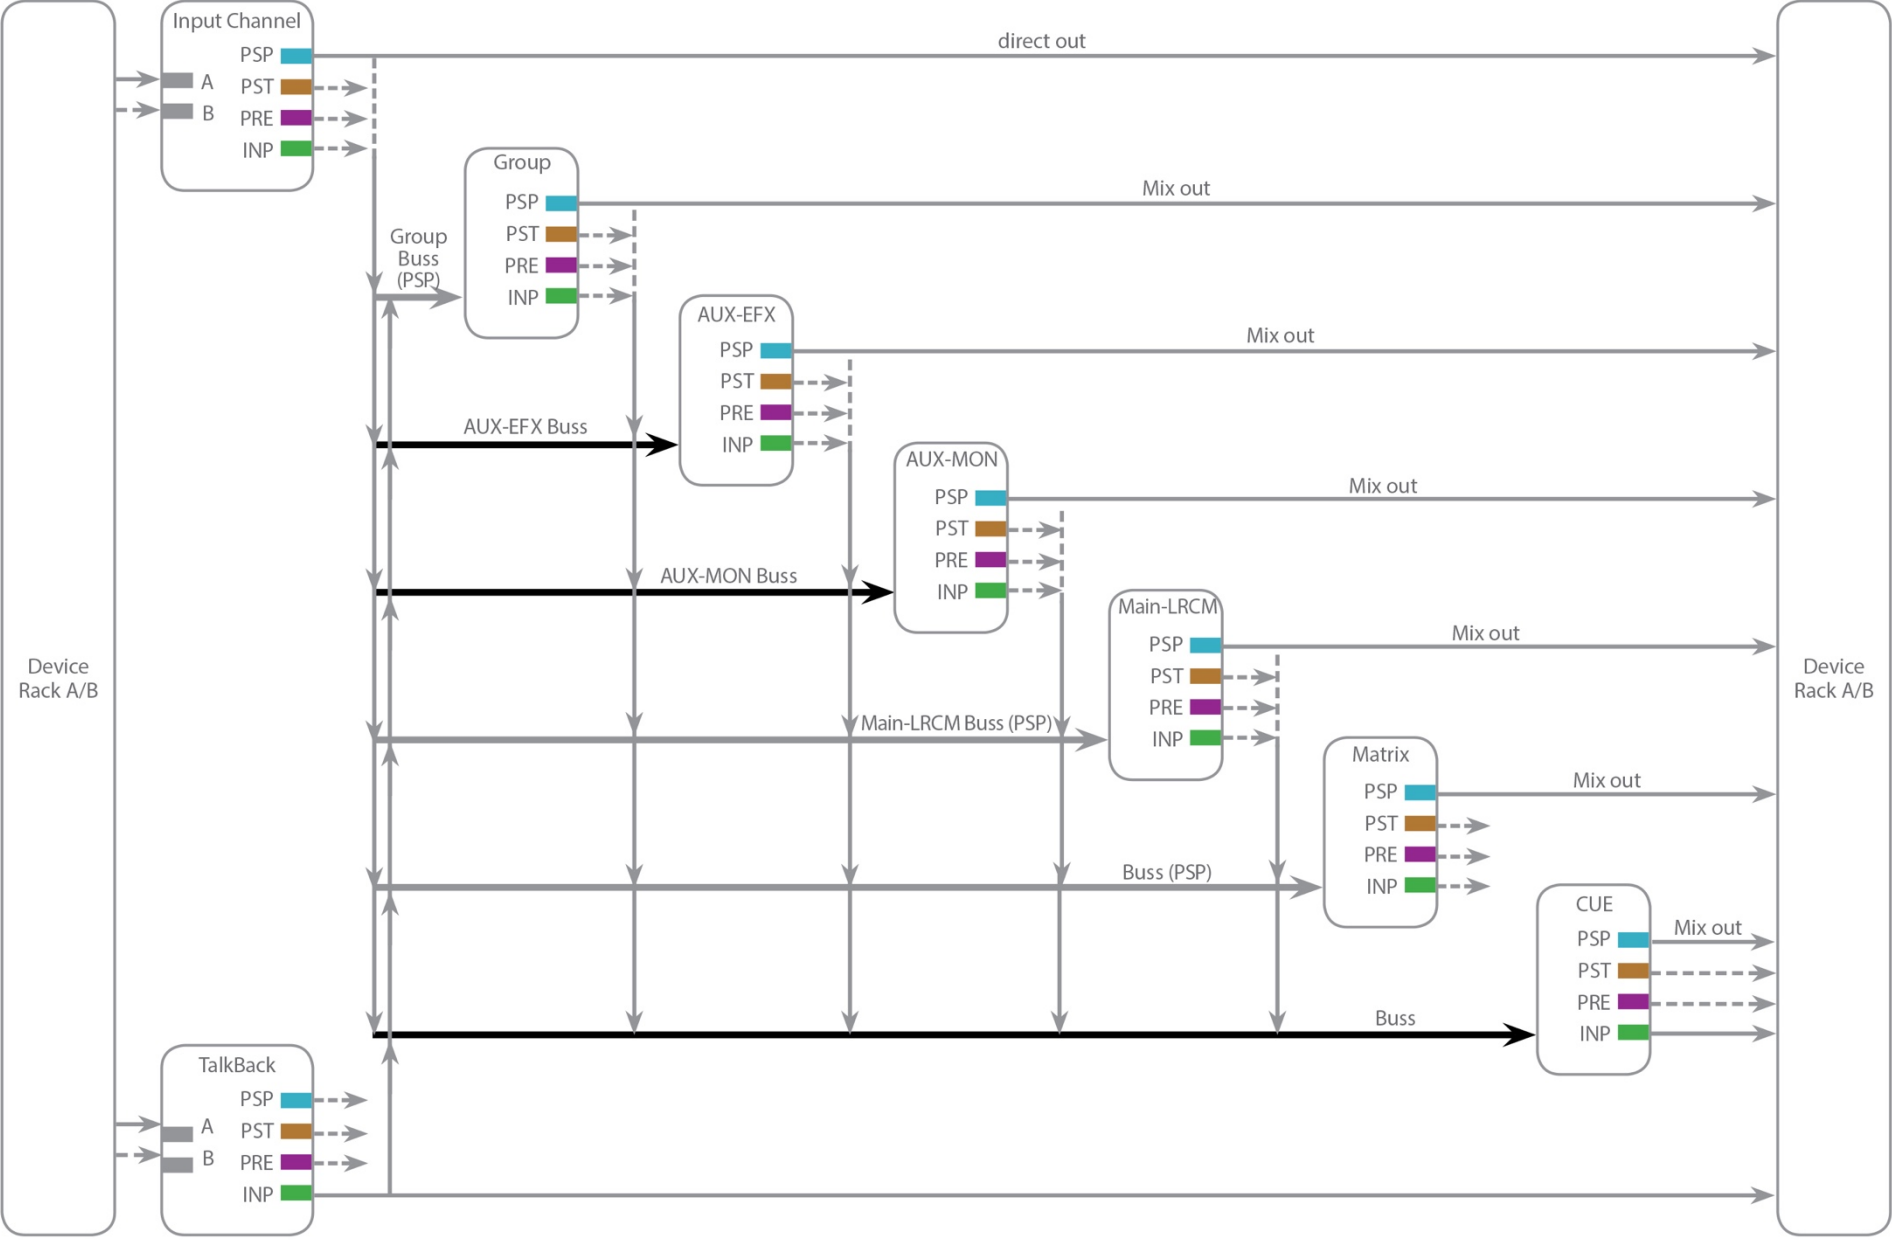 Device
Rack A/B
Input Channel
PSP
A
PST
B
PRE
INP
direct out
Group
PSP
PST
PRE
INP
Mix out
Group
Buss
(PSP)
AUX-EFX
PSP
PST
PRE
INP
Mix out
AUX-EFX Buss
AUX-MON
PSP
PST
PRE
INP
Mix out
AUX-MON Buss
Main-LRCM
PSP
PST
PRE
INP
Mix out
Main-LRCM Buss (PSP)
Matrix
PSP
PST
PRE
INP
Mix out
Buss (PSP)
CUE
PSP
PST
PRE
INP
Mix out
Buss
TalkBack
PSP
A
PST
B
PRE
INP
Device
Rack A/B